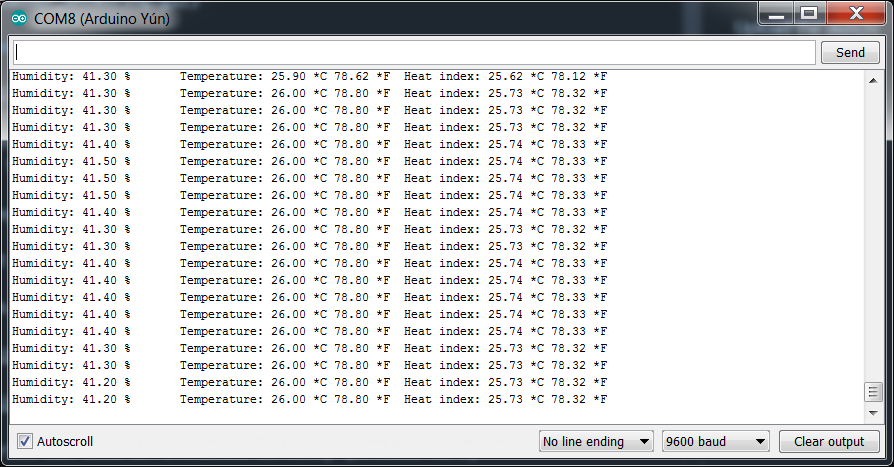 COM8 (Arduino Yún)
Send
Humidity: 41.30 % Temperature: 25.90 *C 78.62 *F Heat index: 25.62 *C 78.12 *F
Humidity: 41.30 % Temperature: 26.00 *C 78.80 *F Heat index: 25.73 *C 78.32 *F
Humidity: 41.30 % Temperature: 26.00 *C 78.80 *F Heat index: 25.73 *C 78.32 *F
Humidity: 41.30 % Temperature: 26.00 *C 78.80 *F Heat index: 25.73 *C 78.32 *F
Humidity: 41.40 % Temperature: 26.00 *C 78.80 *F Heat index: 25.74 *C 78.33 *F
Humidity: 41.50 % Temperature: 26.00 *C 78.80 *F Heat index: 25.74 *C 78.33 *F
Humidity: 41.50 % Temperature: 26.00 *C 78.80 *F Heat index: 25.74 *C 78.33 *F
Humidity: 41.50 % Temperature: 26.00 *C 78.80 *F Heat index: 25.74 *C 78.33 *F
Humidity: 41.40 % Temperature: 26.00 *C 78.80 *F Heat index: 25.74 *C 78.33 *F
Humidity: 41.30 % Temperature: 26.00 *C 78.80 *F Heat index: 25.73 *C 78.32 *F
Humidity: 41.30 % Temperature: 26.00 *C 78.80 *F Heat index: 25.73 *C 78.32 *F
Humidity: 41.40 % Temperature: 26.00 *C 78.80 *F Heat index: 25.74 *C 78.33 *F
Humidity: 41.40 % Temperature: 26.00 *C 78.80 *F Heat index: 25.74 *C 78.33 *F
Humidity: 41.40 % Temperature: 26.00 *C 78.80 *F Heat index: 25.74 *C 78.33 *F
Humidity: 41.40 % Temperature: 26.00 *C 78.80 *F Heat index: 25.74 *C 78.33 *F
Humidity: 41.40 % Temperature: 26.00 *C 78.80 *F Heat index: 25.74 *C 78.33 *F
Humidity: 41.30 % Temperature: 26.00 *C 78.80 *F Heat index: 25.73 *C 78.32 *F
Humidity: 41.30 % Temperature: 26.00 *C 78.80 *F Heat index: 25.73 *C 78.32 *F
Humidity: 41.20 % Temperature: 26.00 *C 78.80 *F Heat index: 25.73 *C 78.32 *F
Humidity: 41.20 % Temperature: 26.00 *C 78.80 *F Heat index: 25.73 *C 78.32 *F
Autoscroll No line ending 9600 baud Clear output